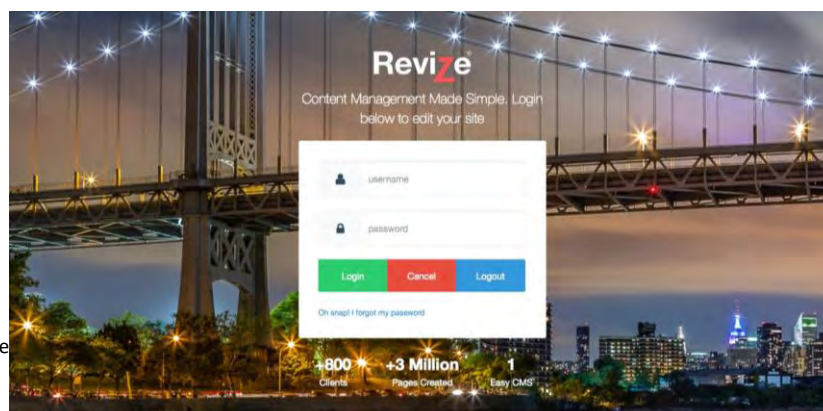 Revize
Content Management Made Simple. Login
below to edit your site
username
password
Login Cancel Logout
Oh snap! I forgot my password
e
+800 +3 Million 1
Clients Pages Created Easy CMS